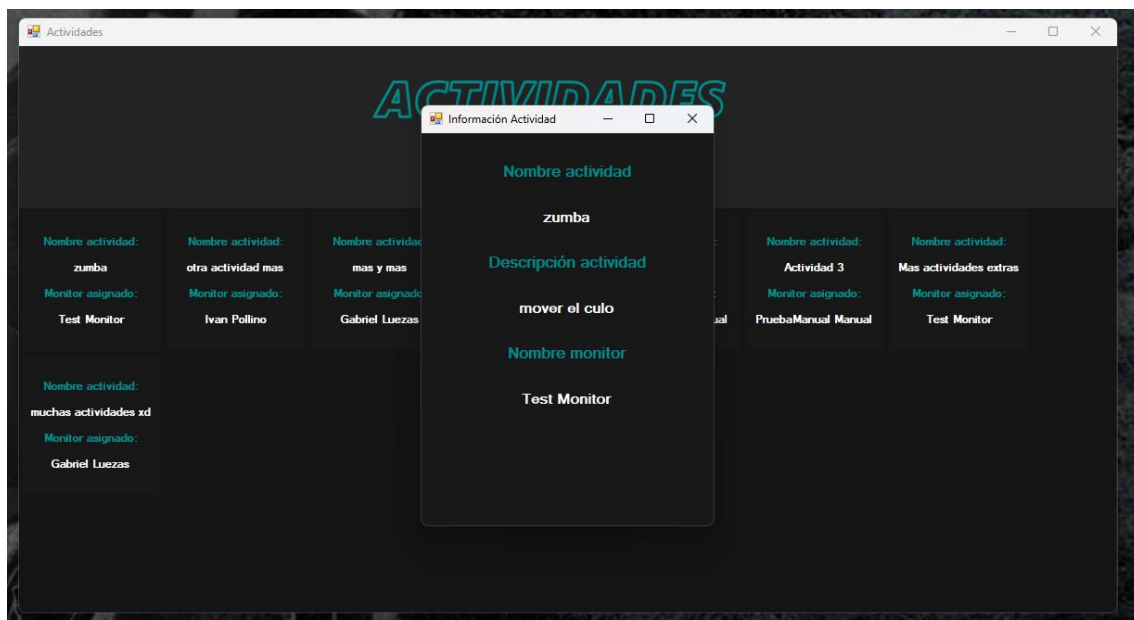 Actividades
ACTIVIDADES
Información Actividad
Nombre actividad
zumba
Descripción actividad
mover el culo
Nombre monitor
Test Monitor
Nombre actividad:
zumba
Monitor asignado:
Test Monitor
Nombre actividad:
otra actividad mas
Monitor asignado:
Ivan Pollino
Nombre
mas y mas
Monitor
Gabriel Luezas
Nombre actividad:
Actividad 3
Monitor asignado:
PruebaManual Manual
Nombre actividad:
Mas actividades extras
Monitor asignado:
Test Monitor
Nombre actividad:
muchas actividades xd
Monitor asignado:
Gabriel Luezas